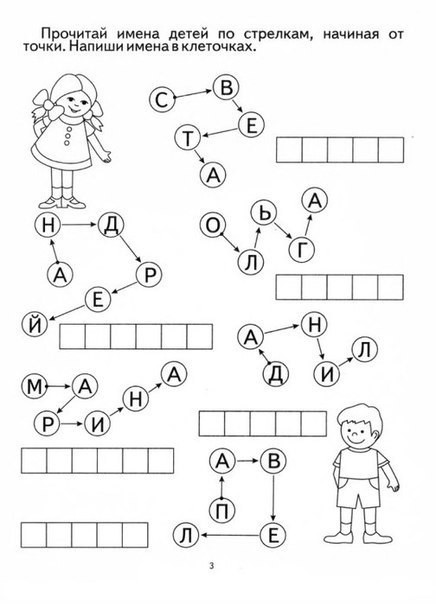 Прочитай имена детей по стрелкам, начиная от
точки. Напиши имена в клеточках.
С В Е Т А
О Л Ь Г А
А Н Д Р Е Й
Д А Н И Л
М А Р И Н А
П А В Е Л
3